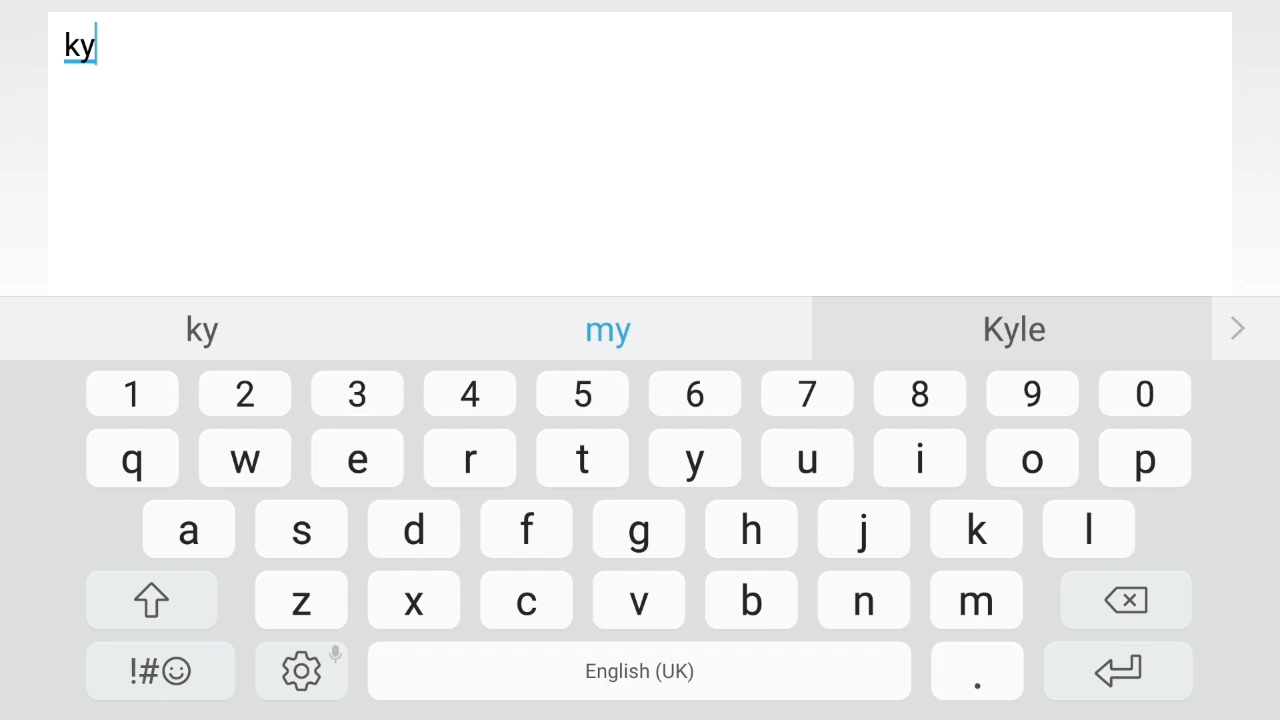 ky
ky my Kyle
1 2 3 4 5 6 7 8 9 0
q w e r t y u i o p
a s d f g h j k l
z x c v b n m
!#☺ English (UK) .